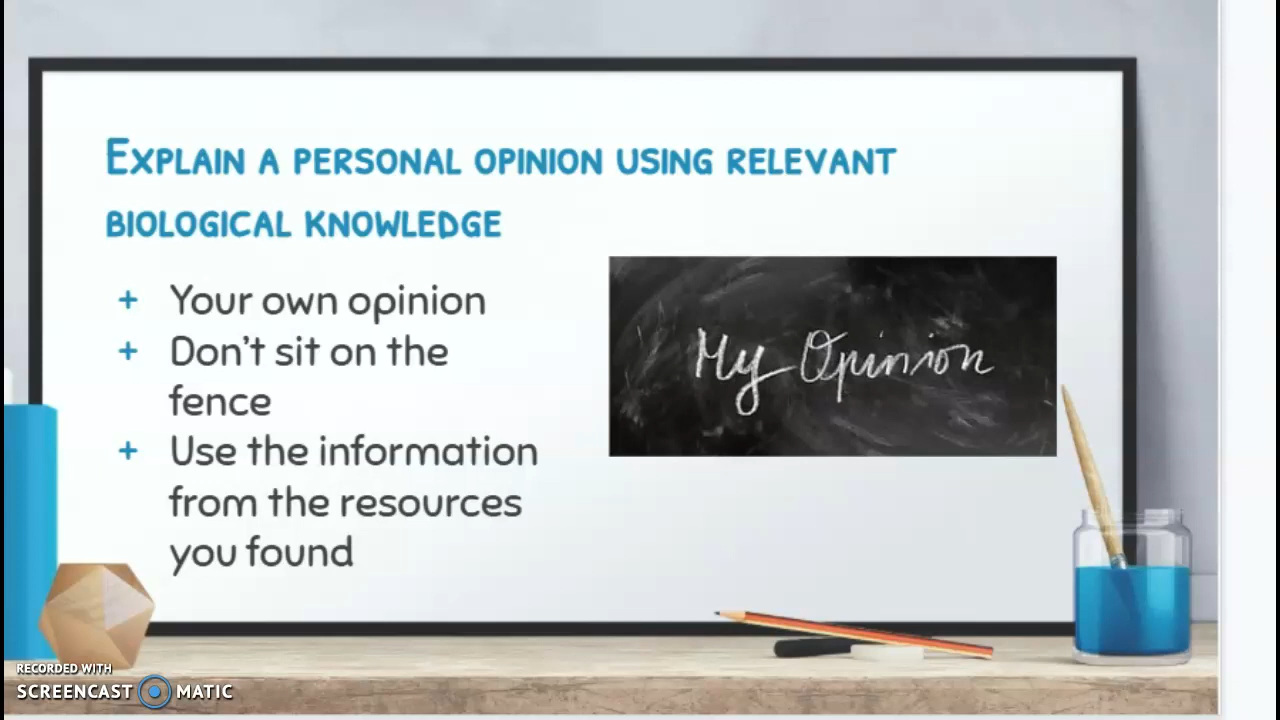 Explain a personal opinion using relevant
biological knowledge
+ Your own opinion
+ Don't sit on the
fence
+ Use the information
from the resources
you found
My Opinion
RECORDED WITH
SCREENCAST MATIC